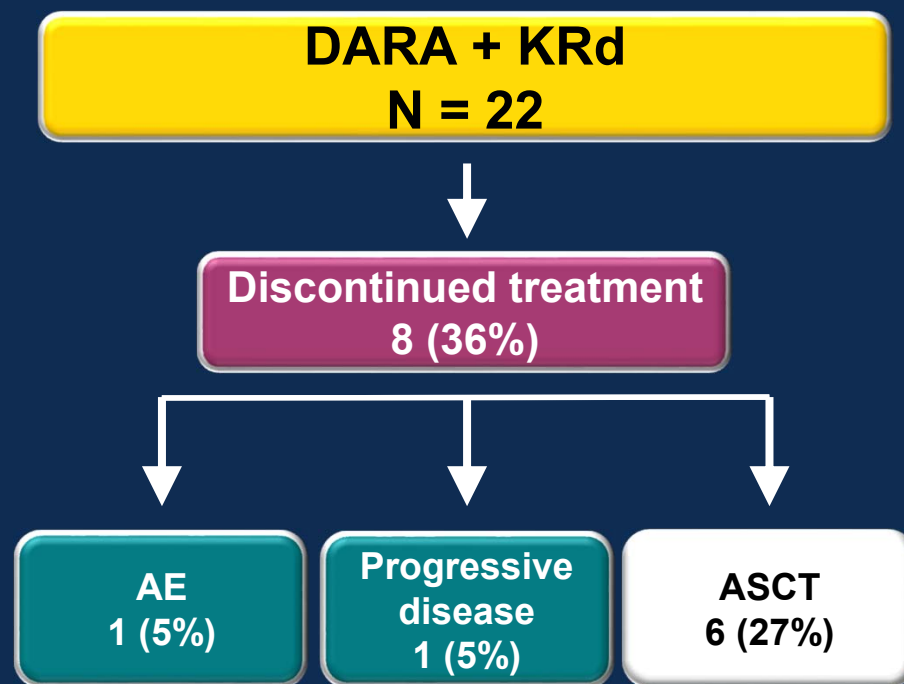 DARA + KRd
N = 22
Discontinued treatment
8 (36%)
AE
1 (5%)
Progressive
disease
1 (5%)
ASCT
6 (27%)